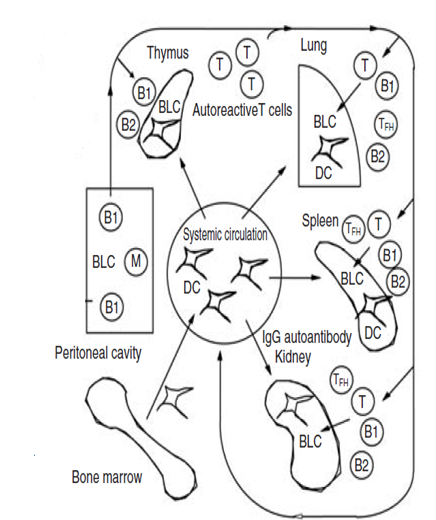 Thymus
T
T
T
Autoreactive T cells
B1
BLC
B2
Lung
T
B1
BLC
TFH
B2
DC
B1
BLC
M
B1
Peritoneal cavity
Systemic circulation
DC
Spleen
TFH
T
B1
BLC
B2
DC
IgG autoantibody
Kidney
TFH
T
B1
BLC
B2
Bone marrow